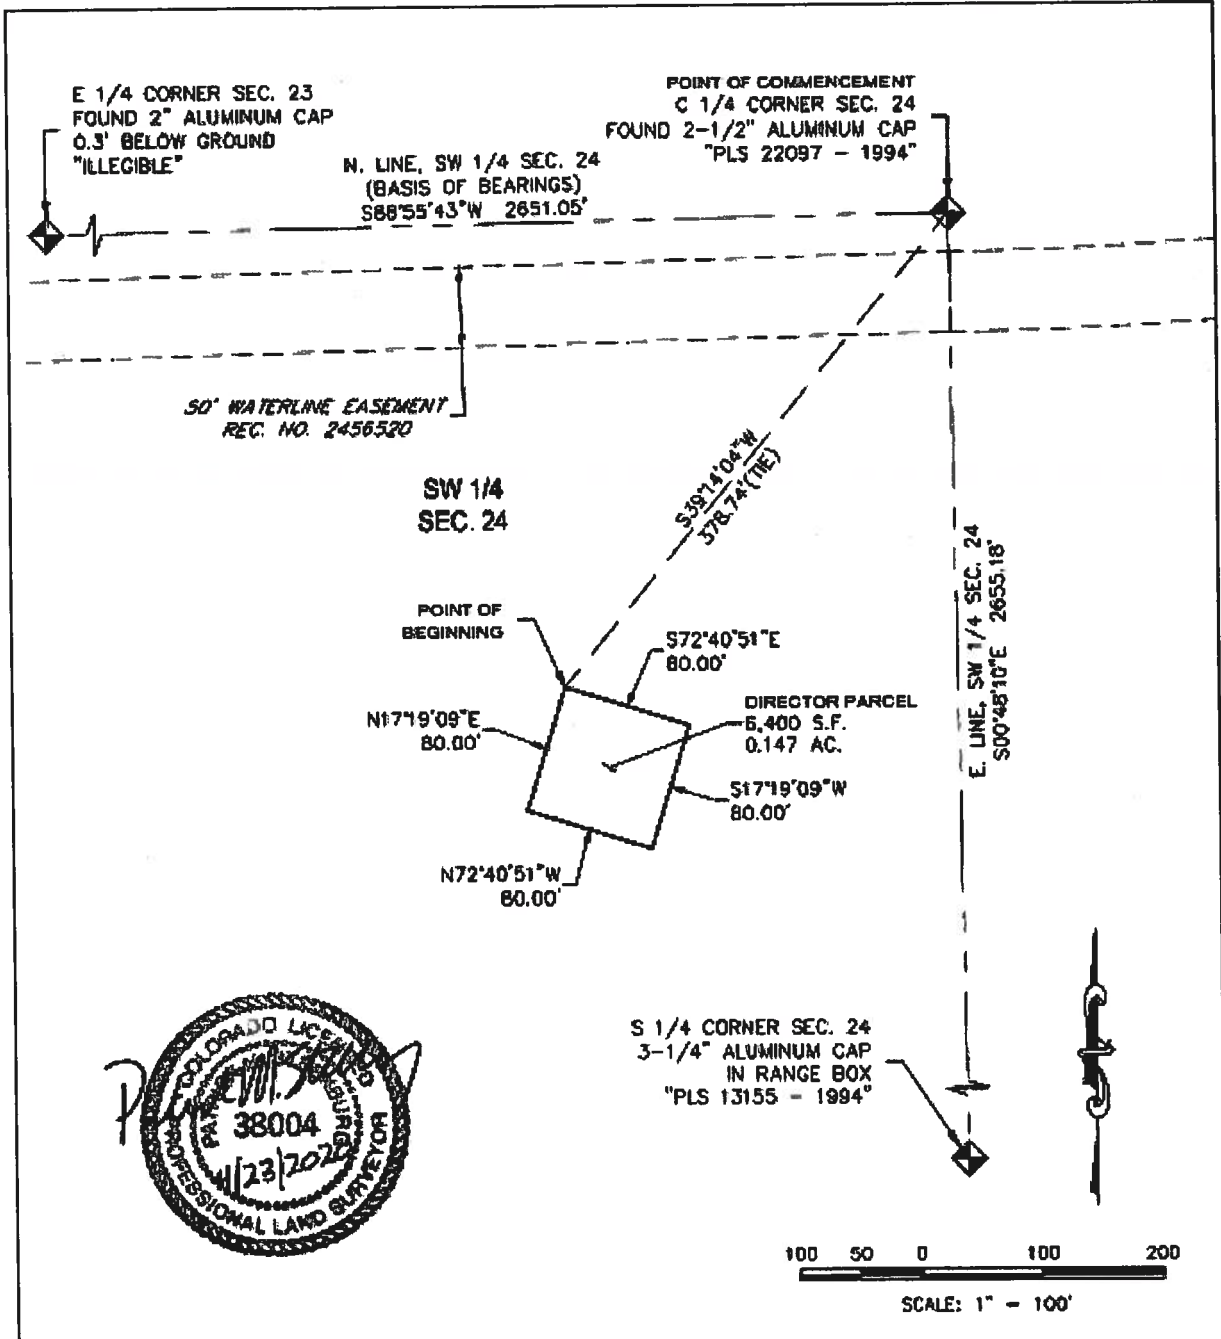 E 1/4 CORNER SEC. 23
FOUND 2" ALUMINUM CAP
0.3' BELOW GROUND
"ILLEGIBLE"
POINT OF COMMENCEMENT
C 1/4 CORNER SEC. 24
FOUND 2-1/2" ALUMINUM CAP
"PLS 22097 - 1994"
N. LINE, SW 1/4 SEC. 24
(BASIS OF BEARINGS)
S88°55'43"W 2651.05'
50' WATERLINE EASEMENT
REC. NO. 2456520
SW 1/4
SEC. 24
S39°14'04"W
378.74'(TIE)
E. LINE, SW 1/4 SEC. 24
S00°48'10"E 2655.18'
POINT OF
BEGINNING
S72°40'51"E
80.00'
N17°19'09"E
80.00'
DIRECTOR PARCEL
6,400 S.F.
0.147 AC.
S17°19'09"W
80.00'
N72°40'51"W
80.00'
S 1/4 CORNER SEC. 24
3-1/4" ALUMINUM CAP
IN RANGE BOX
"PLS 13155 - 1994"
COLORADO LICENSED
38004
PROFESSIONAL LAND SURVEYOR
100 50 0 100 200
SCALE: 1" = 100'